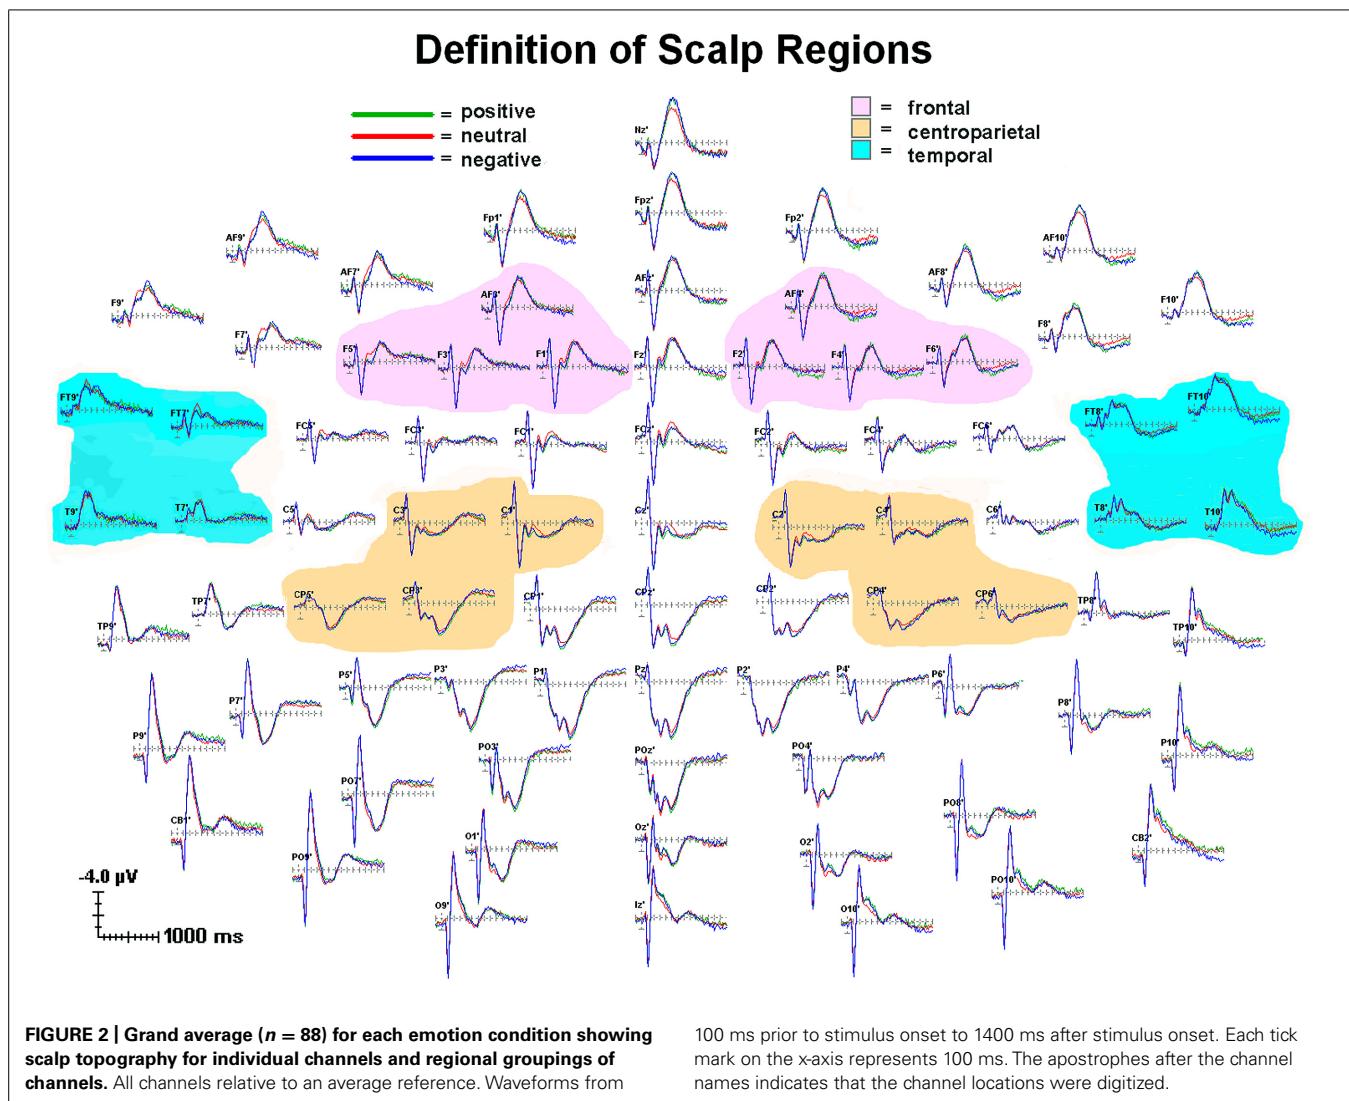 Definition of Scalp Regions
= positive
= neutral
= negative
= frontal
= centroparietal
= temporal
Nz'
Fp1' Fpz' Fp2'
AF9' AF10'
AF7' AF2' AF8'
F9' AF3' AF4' F10'
F7' F8'
F5' F3' F1' Fz' F2' F4' F6'
FT9' FT7' FT8' FT10'
FC5' FC3' FC1' FCz' FC2' FC4' FC6'
T9' T7' C5' C3' C1' Cz' C2' C4' C6' T8' T10'
TP9' TP7' CP5' CP3' CP1' CPz' CP2' CP4' CP6' TP8' TP10'
P5' P3' P1' Pz' P2' P4' P6'
P9' P7' P8' P10'
PO7' PO3' POz' PO4' PO8'
CB1' O1' Oz' O2' CB2'
PO9' PO10'
O9' Iz' O10'
-4.0 µV
1000 ms
FIGURE 2 | Grand average (n = 88) for each emotion condition showing
scalp topography for individual channels and regional groupings of
channels. All channels relative to an average reference. Waveforms from
100 ms prior to stimulus onset to 1400 ms after stimulus onset. Each tick
mark on the x-axis represents 100 ms. The apostrophes after the channel
names indicates that the channel locations were digitized.